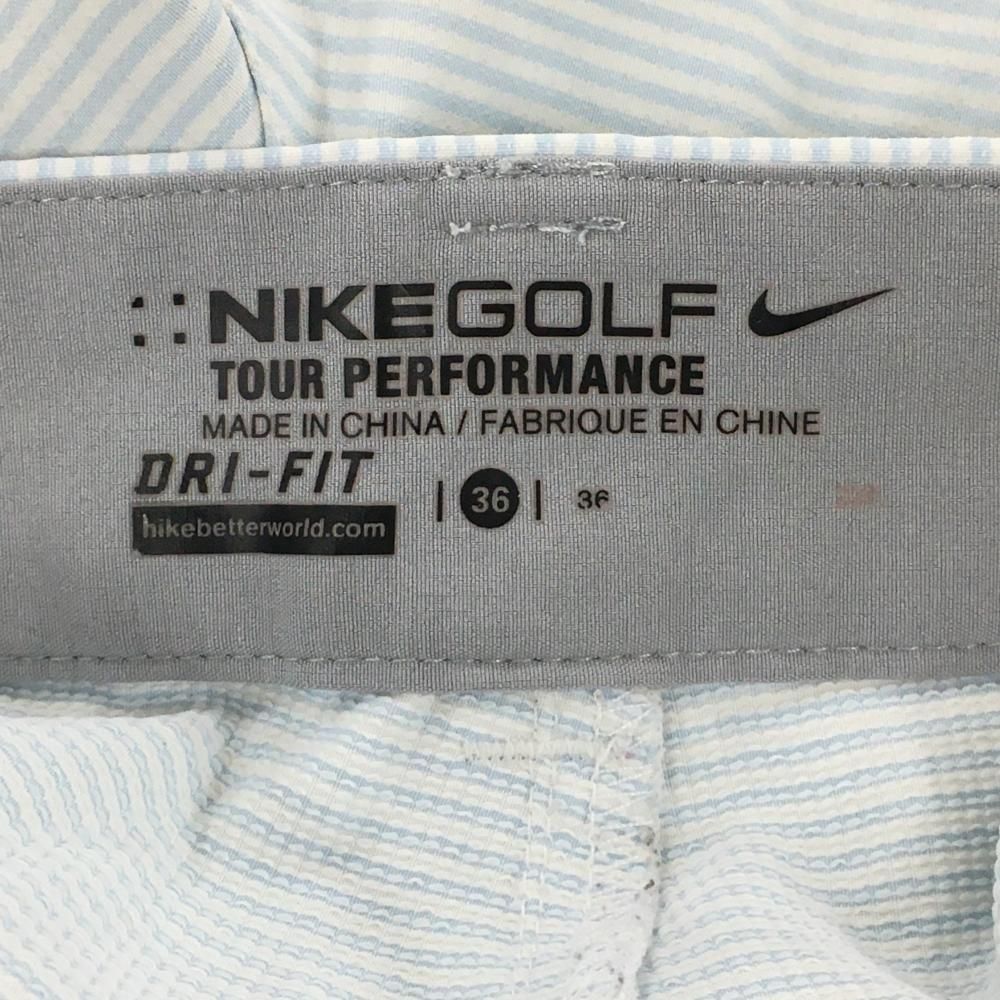 NIKEGOLF
TOUR PERFORMANCE
MADE IN CHINA / FABRIQUE EN CHINE
DRI-FIT
nikebetterworld.com
| 36 | 36